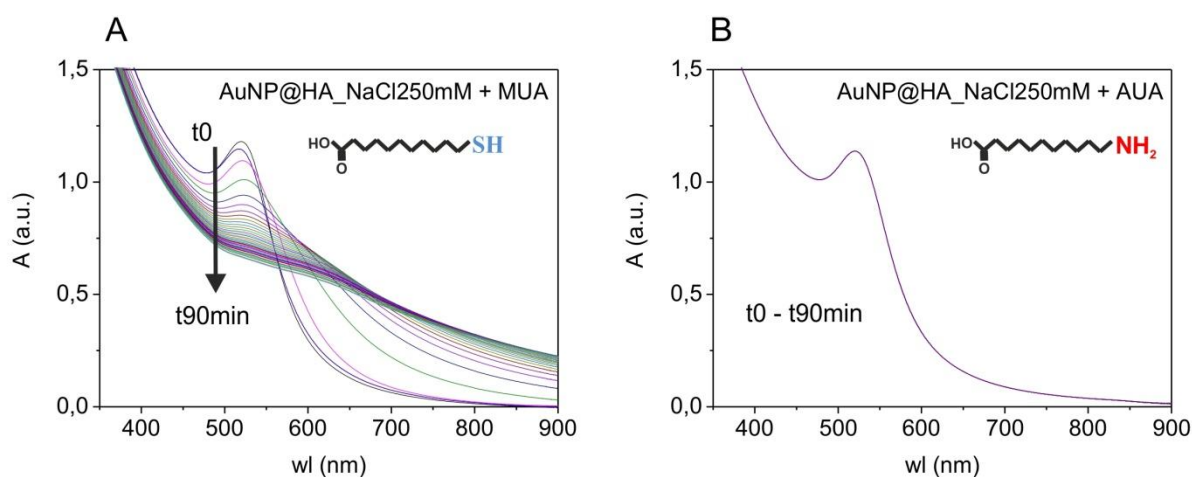 A
AuNP@HA_NaCl250mM + MUA
t0
HO
O
SH
t90min
1,5
1,0
0,5
0,0
A (a.u.)
400 500 600 700 800 900
wl (nm)
B
AuNP@HA_NaCl250mM + AUA
HO
O
NH2
t0 - t90min
1,5
1,0
0,5
0,0
A (a.u.)
400 500 600 700 800 900
wl (nm)